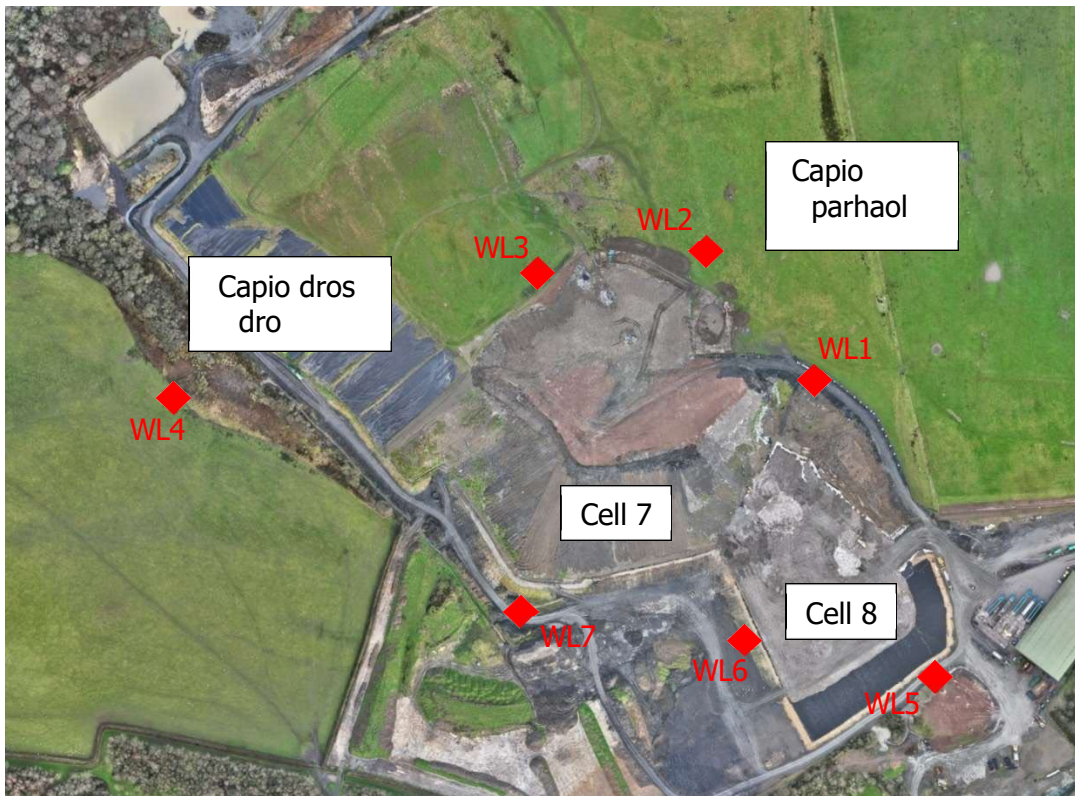 Capio
parhaol
WL2
WL3
Capio dros
dro
WL1
WL4
Cell 7
Cell 8
WL7
WL6
WL5